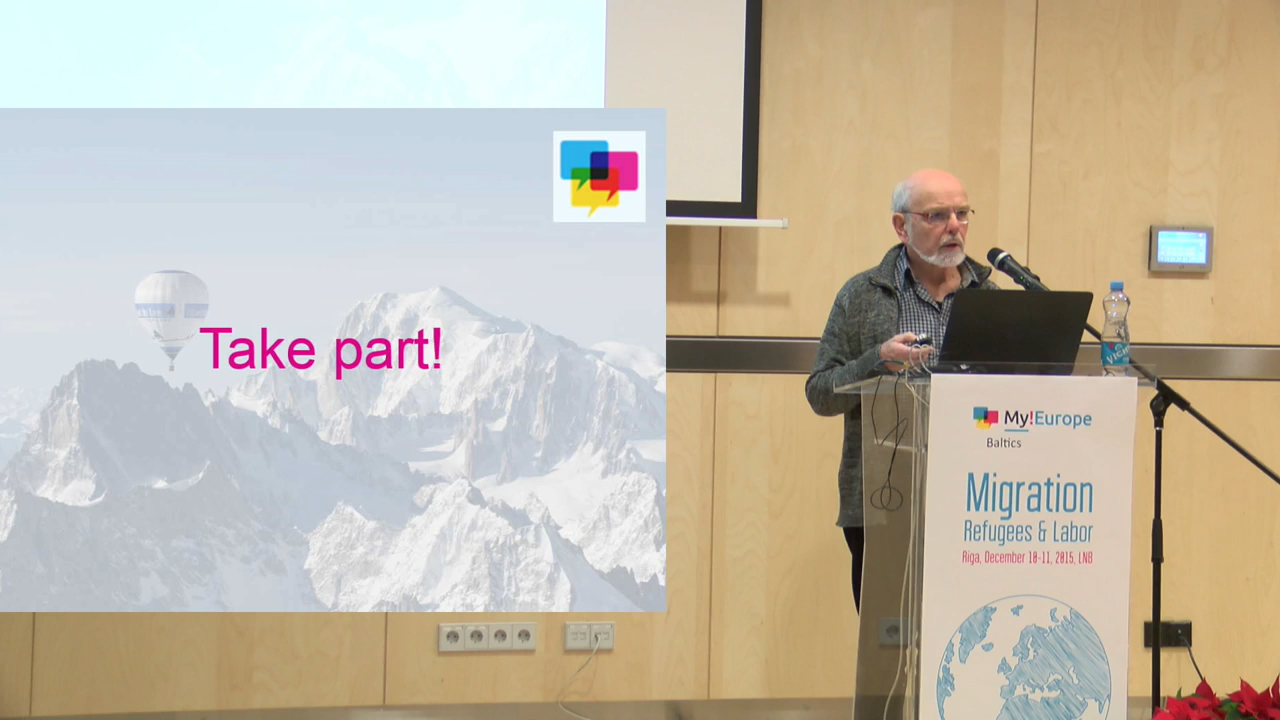 Take part!
My!Europe
Baltics
Migration
Refugees & Labor
Riga, December 10-11, 2015, LNB